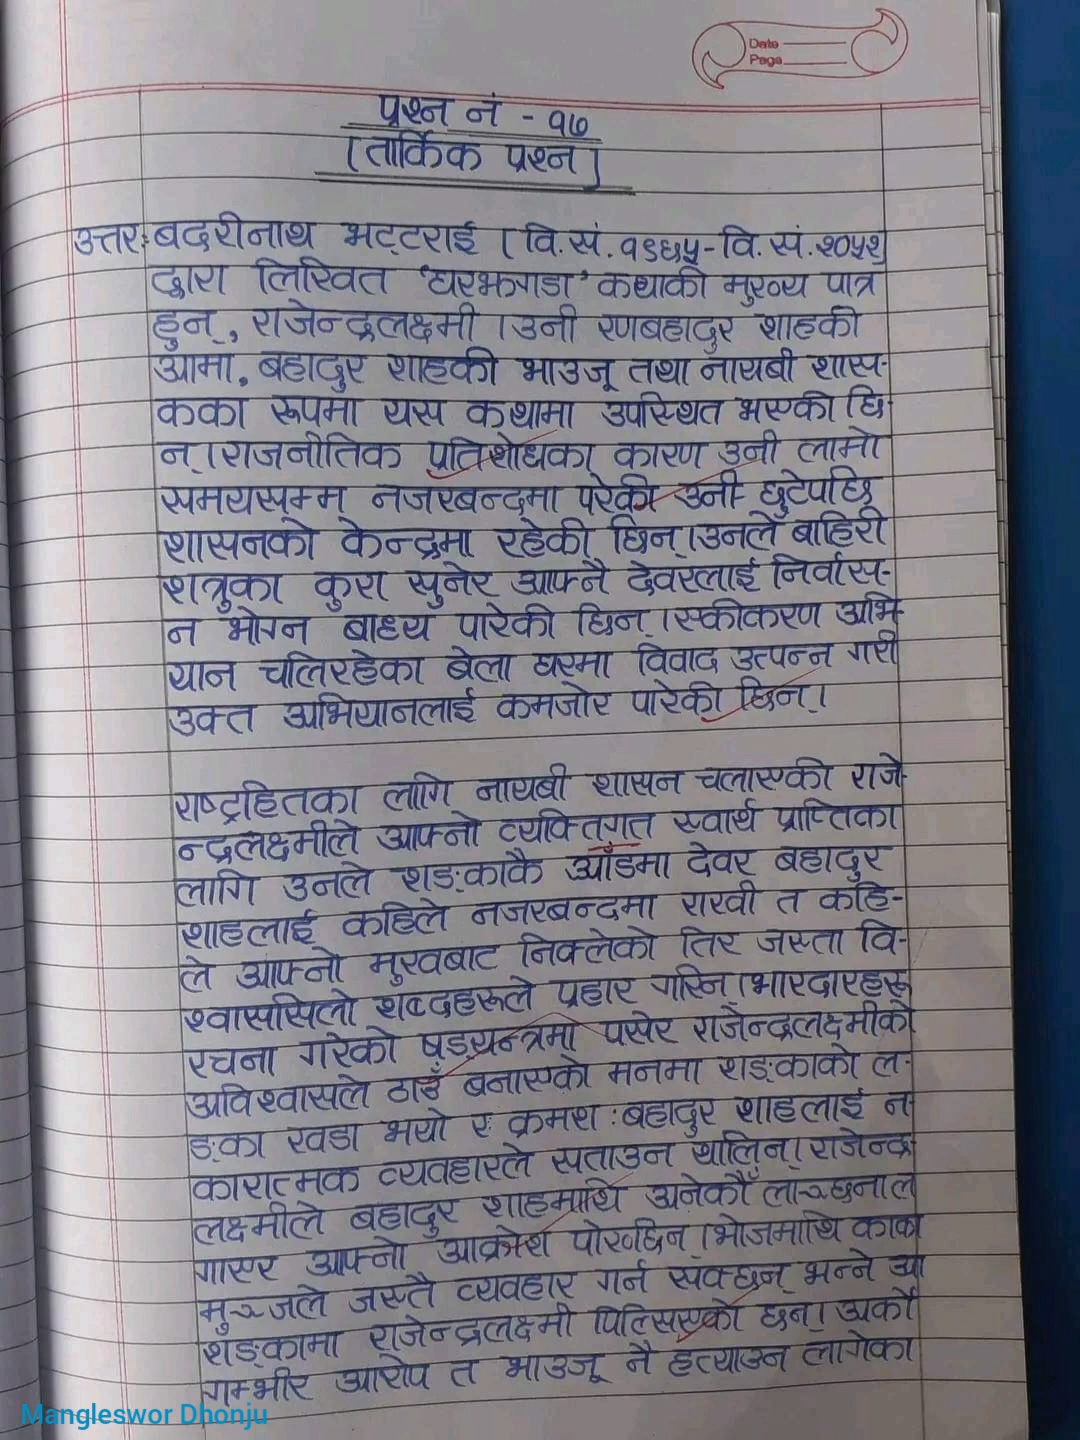 Date
Page
प्रश्न नं - १७
[तार्किक प्रश्न]
उत्तर: बदरीनाथ भट्टराई [वि.सं. १९६५-वि.सं. २०५२]
द्वारा लिखित 'घरझगडा' कथाकी मुख्य पात्र
हुन्, राजेन्द्रलक्ष्मी । उनी रणबहादुर शाहकी
आमा, बहादुर शाहकी भाउजू तथा नायबी शास-
कका रूपमा यस कथामा उपस्थित भएकी छि-
न् । राजनीतिक प्रतिशोधका कारण उनी लामो
समयसम्म नजरबन्दमा परेकी उनी छुटेपछि
शासनको केन्द्रमा रहेकी छिन् । उनले बाहिरी
शत्रुका कुरा सुनेर आफ्नै देवरलाई निर्वास-
न भोग्न बाध्य पारेकी छिन् । एकीकरण अभि-
यान चलिरहेका बेला घरमा विवाद उत्पन्न गरी
उक्त अभियानलाई कमजोर पारेकी छिन् ।
राष्ट्रहितका लागि नायबी शासन चलाएकी राजे-
न्द्रलक्ष्मीले आफ्नो व्यक्तिगत स्वार्थ प्राप्तिका
लागि उनले शङ्काकै आँडमा देवर बहादुर
शाहलाई कहिले नजरबन्दमा राखी त कहि-
ले आफ्नो मुखबाट निक्लेको तिर जस्ता वि-
श्वाससिलो शब्दहरूले प्रहार गरिन् । भारदारहरू
रचना गरेको षड्यन्त्रमा पसेर राजेन्द्रलक्ष्मीको
अविश्वासले ठाउँ बनाएको मनमा शङ्काको ल-
ङ्का खडा भयो र क्रमश: बहादुर शाहलाई न-
कारात्मक व्यवहारले सताउन थालिन् । राजेन्द्र-
लक्ष्मीले बहादुर शाहमाथि अनेकौँ लाञ्छनाले
गाएर आफ्नो आक्रोश पोख्छिन् । भोजमाथि काका
मुञ्जले जस्तै व्यवहार गर्न सक्छन् भन्ने आ
शङ्कामा राजेन्द्रलक्ष्मी पिल्सिएको छन् । अर्को
गम्भीर आरोप त भाउजू नै हत्याउन लागेका
Mangleswor Dhonju